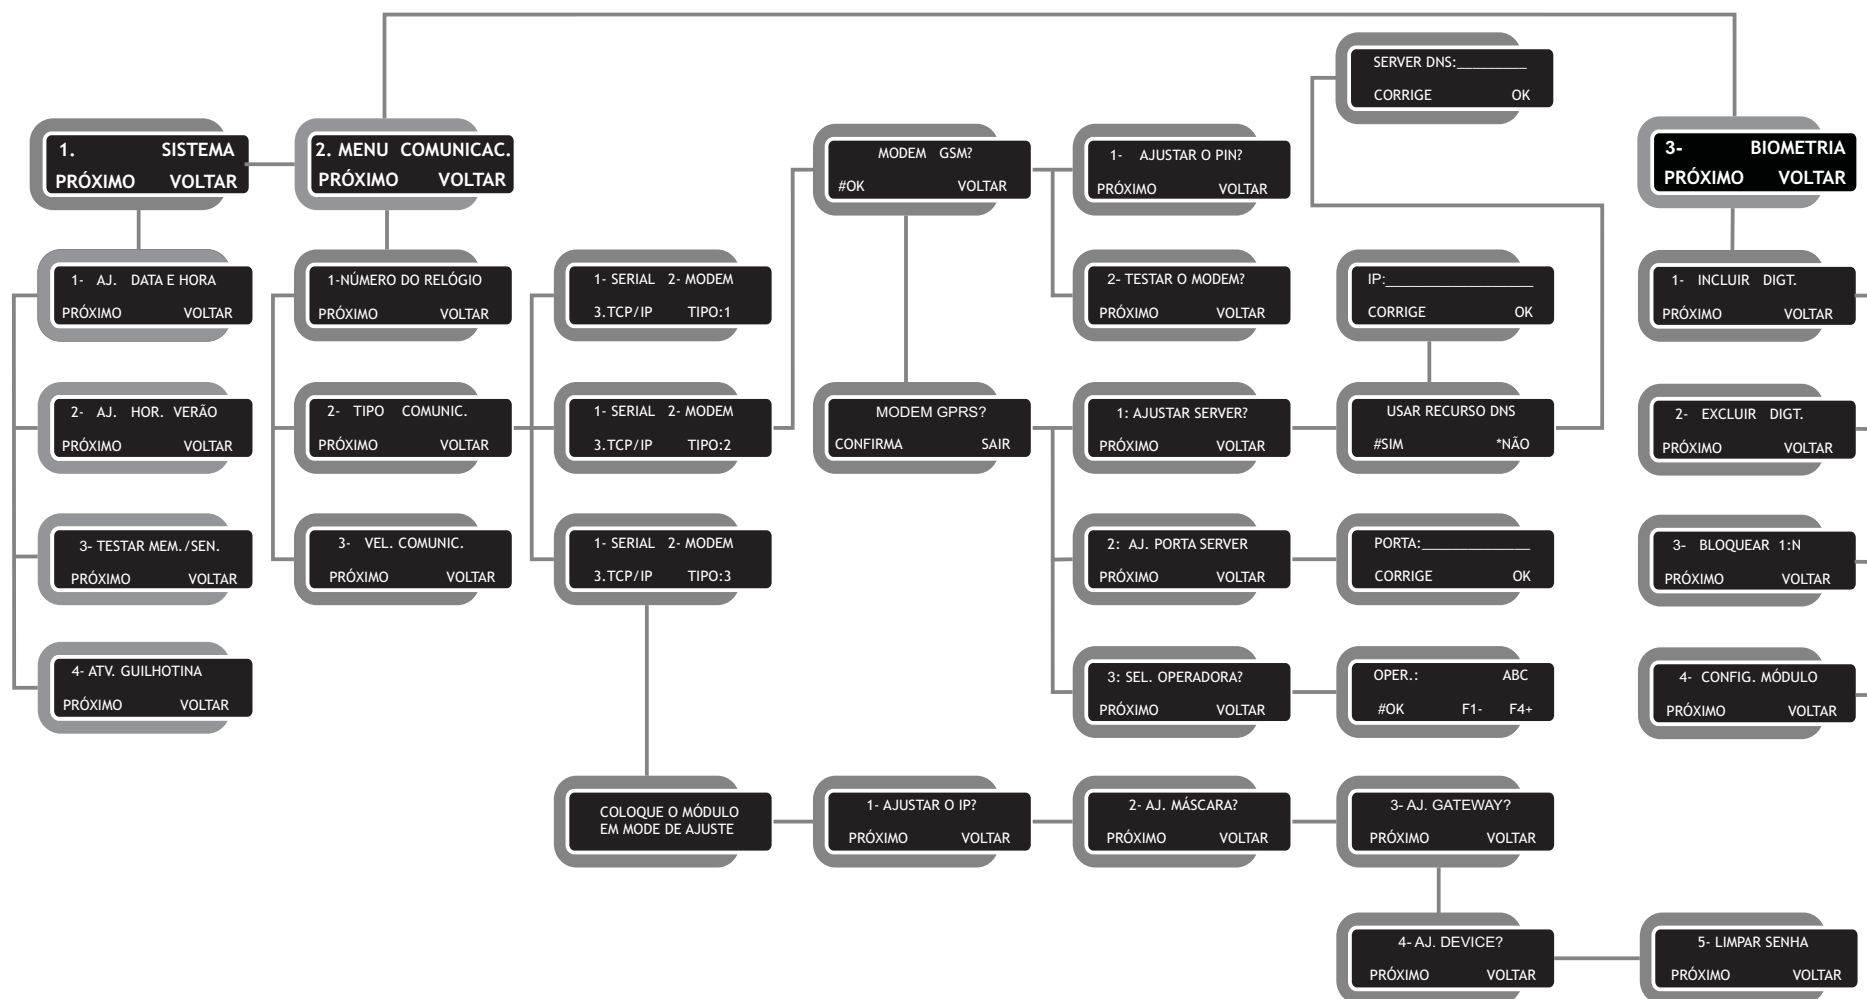 1. SISTEMA
PRÓXIMO VOLTAR
1- AJ. DATA E HORA
PRÓXIMO VOLTAR
2- AJ. HOR. VERÃO
PRÓXIMO VOLTAR
3- TESTAR MEM./SEN.
PRÓXIMO VOLTAR
4- ATV. GUILHOTINA
PRÓXIMO VOLTAR
2. MENU COMUNICAC.
PRÓXIMO VOLTAR
1-NÚMERO DO RELÓGIO
PRÓXIMO VOLTAR
2- TIPO COMUNIC.
PRÓXIMO VOLTAR
3- VEL. COMUNIC.
PRÓXIMO VOLTAR
1- SERIAL 2- MODEM
3.TCP/IP TIPO:1
1- SERIAL 2- MODEM
3.TCP/IP TIPO:2
1- SERIAL 2- MODEM
3.TCP/IP TIPO:3
MODEM GSM?
#OK VOLTAR
1- AJUSTAR O PIN?
PRÓXIMO VOLTAR
2- TESTAR O MODEM?
PRÓXIMO VOLTAR
MODEM GPRS?
CONFIRMA SAIR
1: AJUSTAR SERVER?
PRÓXIMO VOLTAR
USAR RECURSO DNS
#SIM *NÃO
IP:___________________
CORRIGE OK
SERVER DNS:_________
CORRIGE OK
2: AJ. PORTA SERVER
PRÓXIMO VOLTAR
PORTA:______________
CORRIGE OK
3: SEL. OPERADORA?
PRÓXIMO VOLTAR
OPER.: ABC
#OK F1- F4+
COLOQUE O MÓDULO
EM MODE DE AJUSTE
1- AJUSTAR O IP?
PRÓXIMO VOLTAR
2- AJ. MÁSCARA?
PRÓXIMO VOLTAR
3- AJ. GATEWAY?
PRÓXIMO VOLTAR
4- AJ. DEVICE?
PRÓXIMO VOLTAR
5- LIMPAR SENHA
PRÓXIMO VOLTAR
3- BIOMETRIA
PRÓXIMO VOLTAR
1- INCLUIR DIGT.
PRÓXIMO VOLTAR
2- EXCLUIR DIGT.
PRÓXIMO VOLTAR
3- BLOQUEAR 1:N
PRÓXIMO VOLTAR
4- CONFIG. MÓDULO
PRÓXIMO VOLTAR